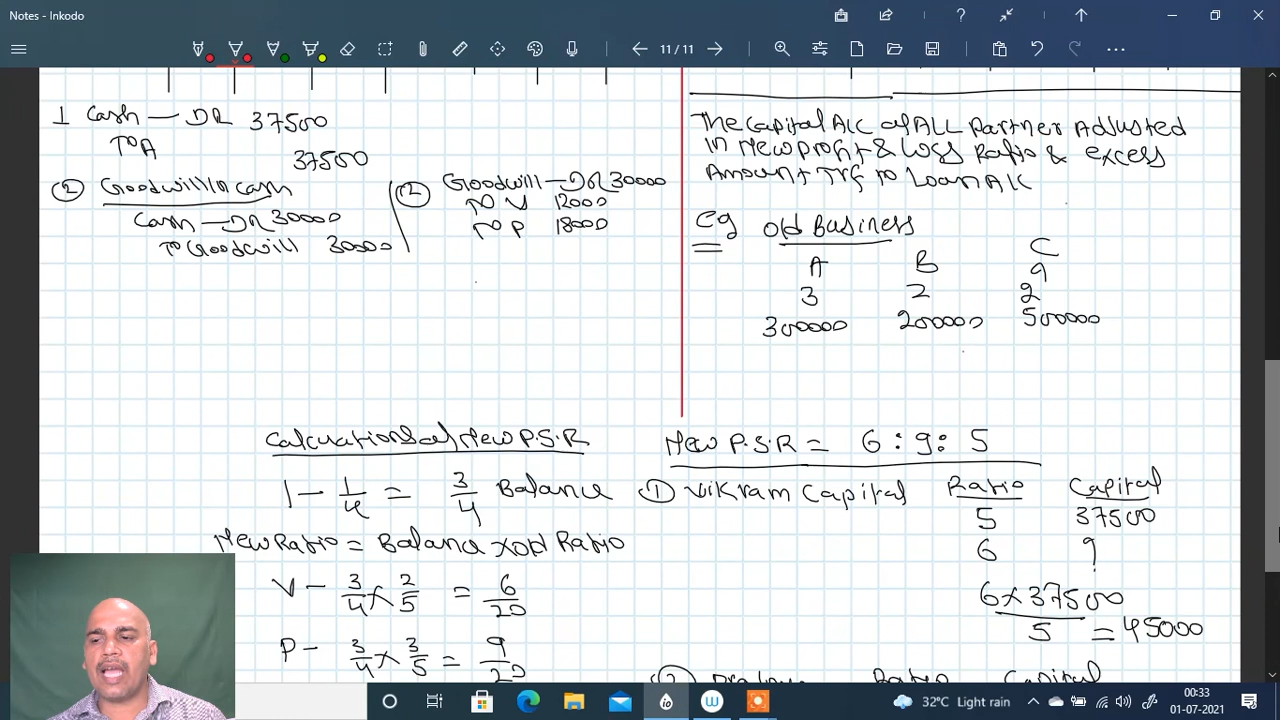 Notes - Inkodo
11 / 11
1 Cash — DR 37500
To A 37500
② Goodwill In cash
Cash — DR 30000
To Goodwill 30000
② Goodwill — DR 30000
To V 12000
To P 18000
The Capital A/C of ALL Partner Adjusted
in New profit & Loss Ratio & excess
Amount Trf to Loan A/C
eg Old Business
A B C
3 2 2
300000 200000 500000
Calculations of New P.S.R
1 — 1/4 = 3/4 Balance
New Ratio = Balance x Old Ratio
V — 3/4 x 2/5 = 6/20
P — 3/4 x 3/5 = 9/20
New P.S.R = 6 : 9 : 5
① Vikram Capital Ratio Capital
5 37500
6 ?
6 x 37500
5 = 45000
Ratio Capital
32°C Light rain
00:33
01-07-2021